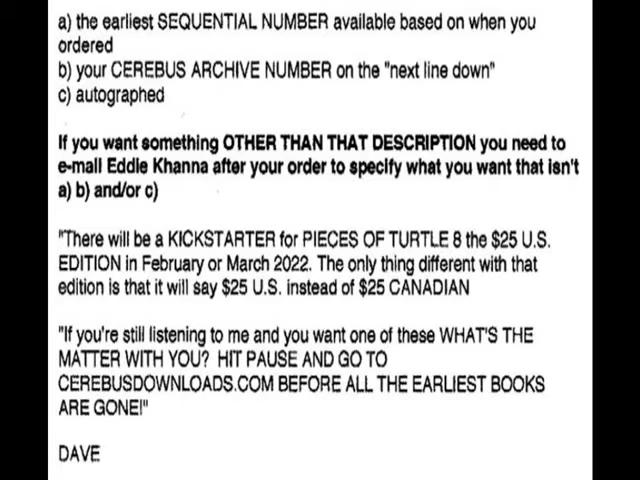 a) the earliest SEQUENTIAL NUMBER available based on when you
ordered
b) your CEREBUS ARCHIVE NUMBER on the "next line down"
c) autographed
If you want something OTHER THAN THAT DESCRIPTION you need to
e-mail Eddie Khanna after your order to specify what you want that isn't
a) b) and/or c)
"There will be a KICKSTARTER for PIECES OF TURTLE 8 the $25 U.S.
EDITION in February or March 2022. The only thing different with that
edition is that it will say $25 U.S. instead of $25 CANADIAN
"If you're still listening to me and you want one of these WHAT'S THE
MATTER WITH YOU? HIT PAUSE AND GO TO
CEREBUSDOWNLOADS.COM BEFORE ALL THE EARLIEST BOOKS
ARE GONE!"
DAVE